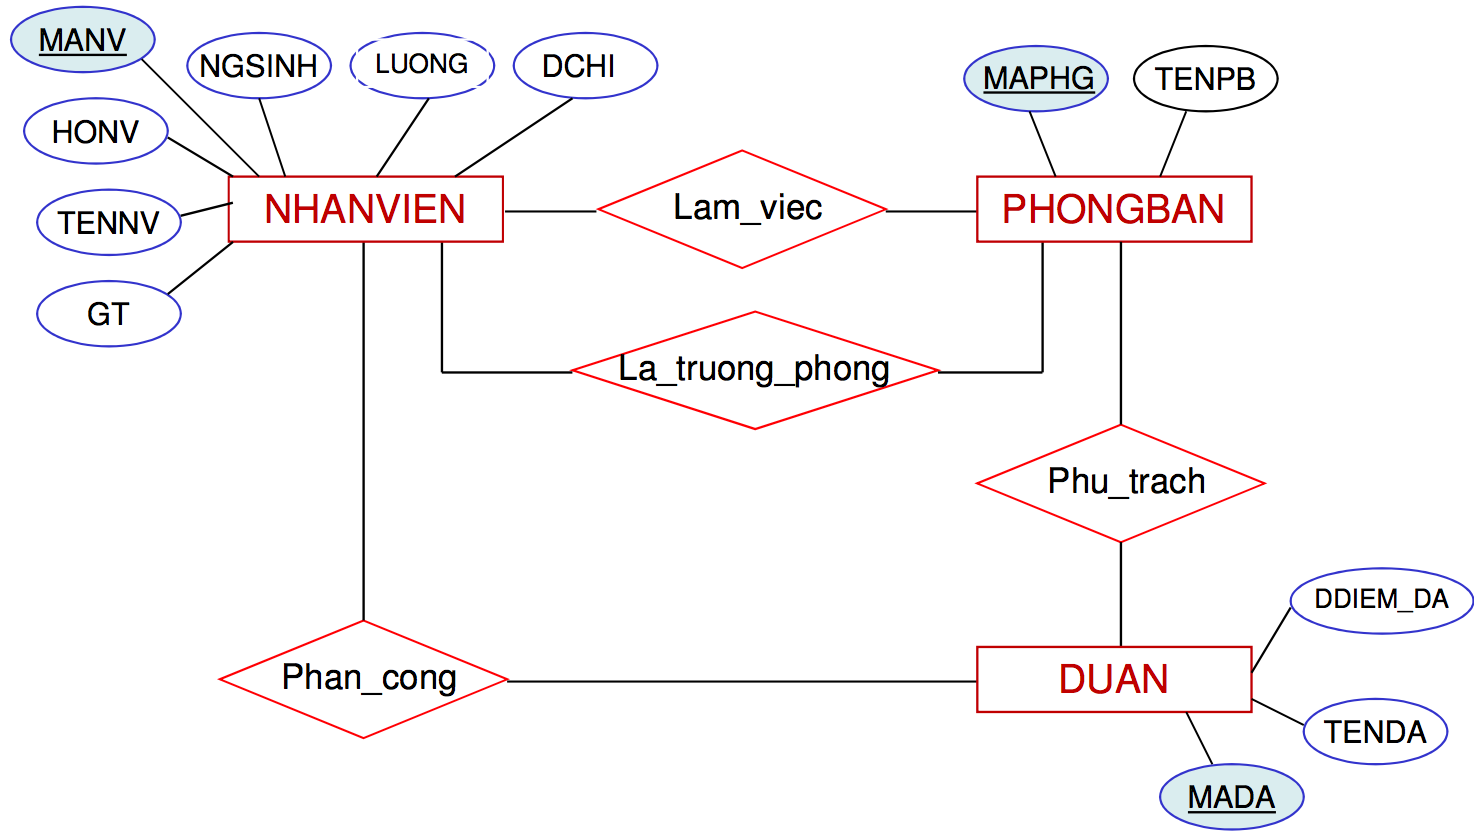 MANV
NGSINH
LUONG
DCHI
MAPHG
TENPB
HONV
NHANVIEN
Lam_viec
PHONGBAN
TENNV
GT
La_truong_phong
Phu_trach
DDIEM_DA
Phan_cong
DUAN
TENDA
MADA